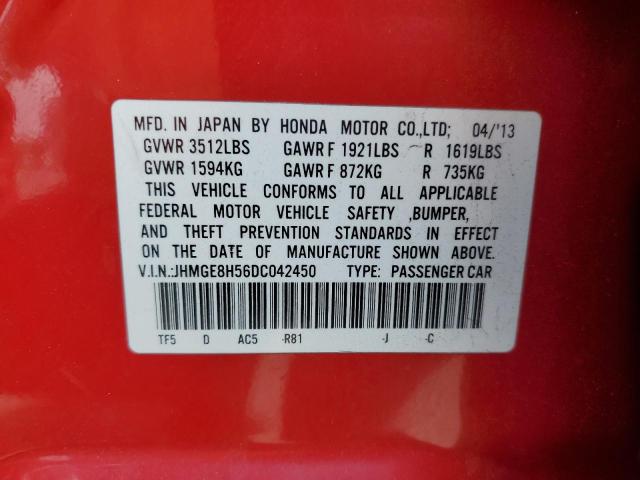 MFD. IN JAPAN BY HONDA MOTOR CO.,LTD; 04/'13
GVWR 3512LBS GAWR F 1921LBS R 1619LBS
GVWR 1594KG GAWR F 872KG R 735KG
THIS VEHICLE CONFORMS TO ALL APPLICABLE
FEDERAL MOTOR VEHICLE SAFETY ,BUMPER,
AND THEFT PREVENTION STANDARDS IN EFFECT
ON THE DATE OF MANUFACTURE SHOWN ABOVE.
V.I.N.:JHMGE8H56DC042450 TYPE: PASSENGER CAR
TF5 D AC5 -R81 -J -C